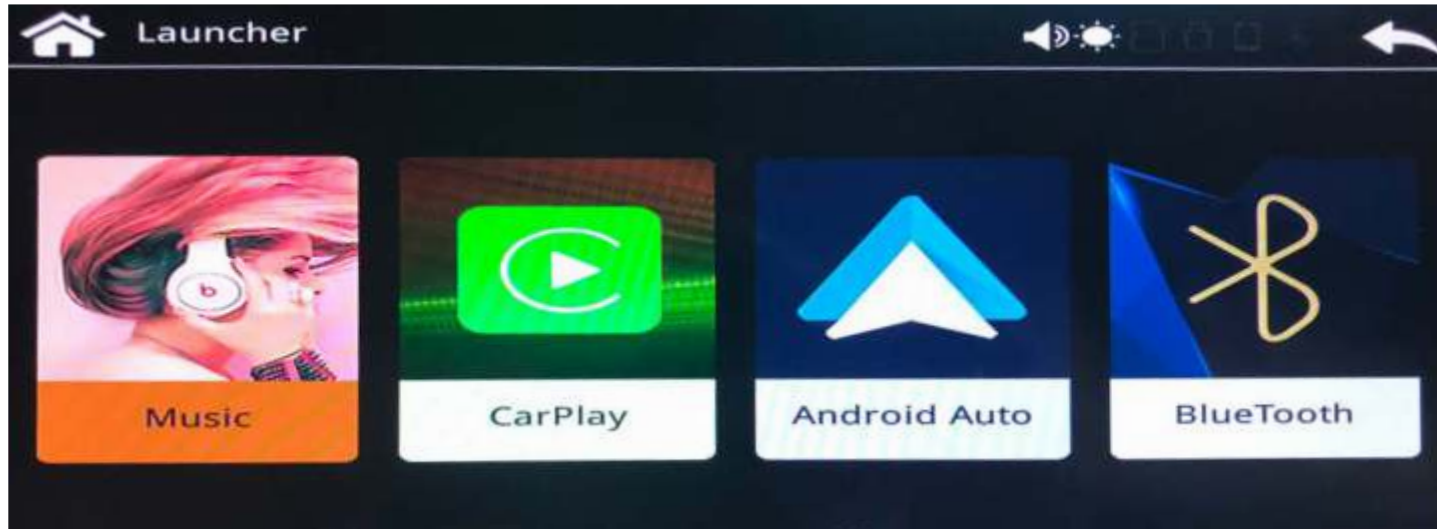 Launcher
b
Music
CarPlay
Android Auto
BlueTooth